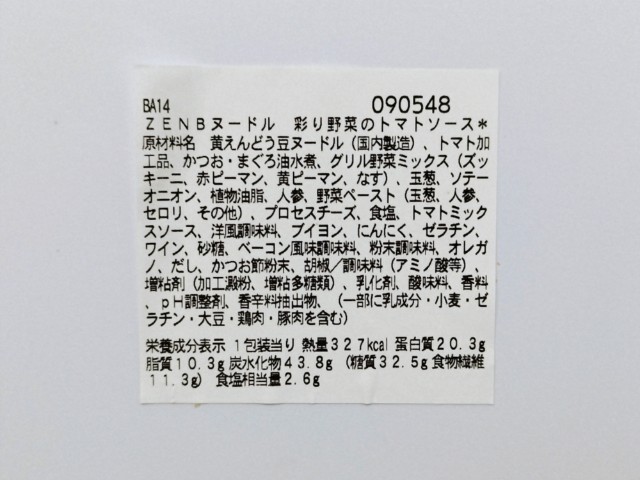 BA14 090548
ZENBヌードル 彩り野菜のトマトソース*
原材料名 黄えんどう豆ヌードル(国内製造)、トマト加
工品、かつお・まぐろ油水煮、グリル野菜ミックス(ズッ
キーニ、赤ピーマン、黄ピーマン、なす)、玉葱、ソテー
オニオン、植物油脂、人参、野菜ペースト(玉葱、人参、
セロリ、その他)、プロセスチーズ、食塩、トマトミック
スソース、洋風調味料、ブイヨン、にんにく、ゼラチン、
ワイン、砂糖、ベーコン風味調味料、粉末調味料、オレガ
ノ、だし、かつお節粉末、胡椒/調味料(アミノ酸等)、
増粘剤(加工澱粉、増粘多糖類)、乳化剤、酸味料、香料
、pH調整剤、香辛料抽出物、(一部に乳成分・小麦・ゼ
ラチン・大豆・鶏肉・豚肉を含む)
栄養成分表示 1包装当り 熱量327kcal 蛋白質20.3g
脂質10.3g 炭水化物43.8g (糖質32.5g 食物繊維
11.3g) 食塩相当量2.6g